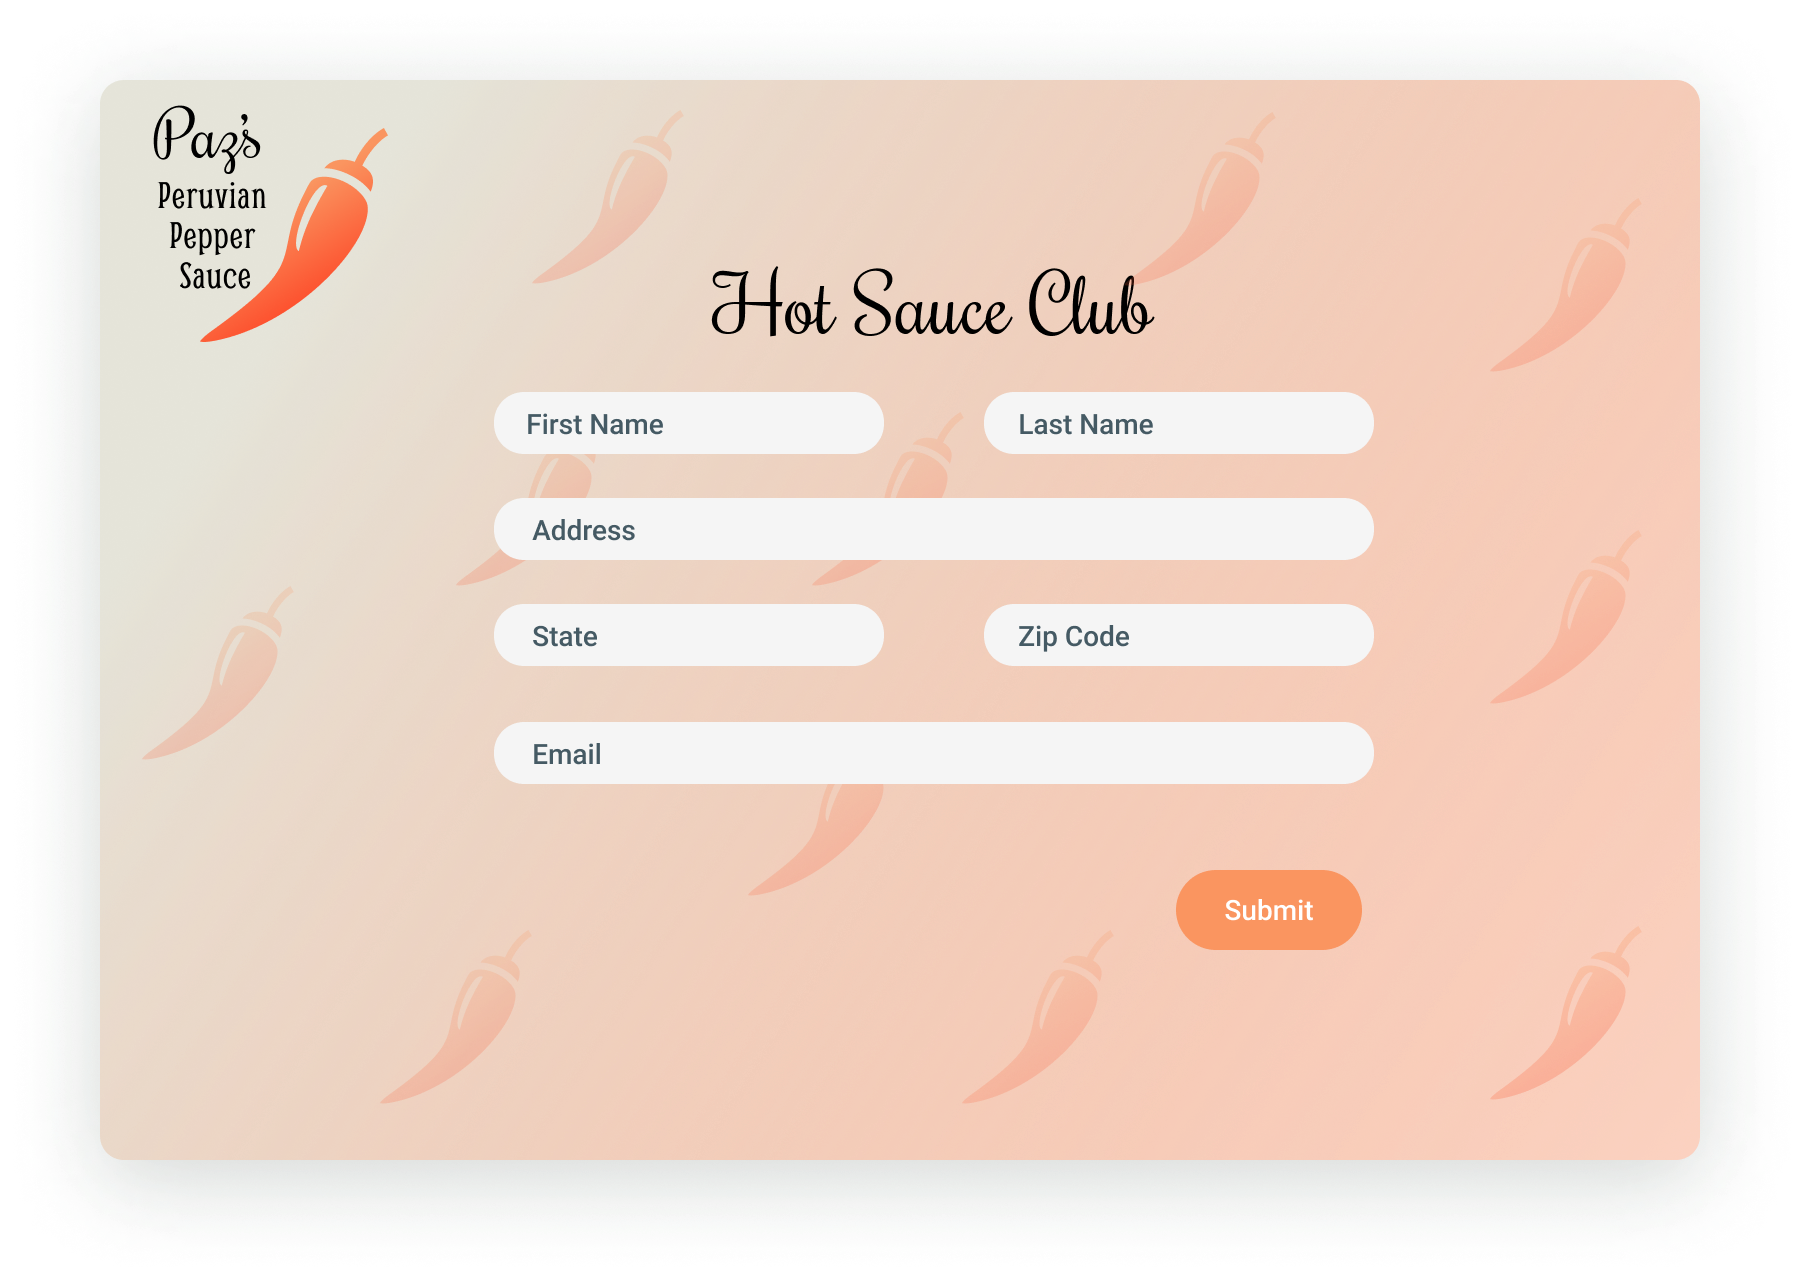 Paz's
Peruvian
Pepper
Sauce
Hot Sauce Club
First Name
Last Name
Address
State
Zip Code
Email
Submit